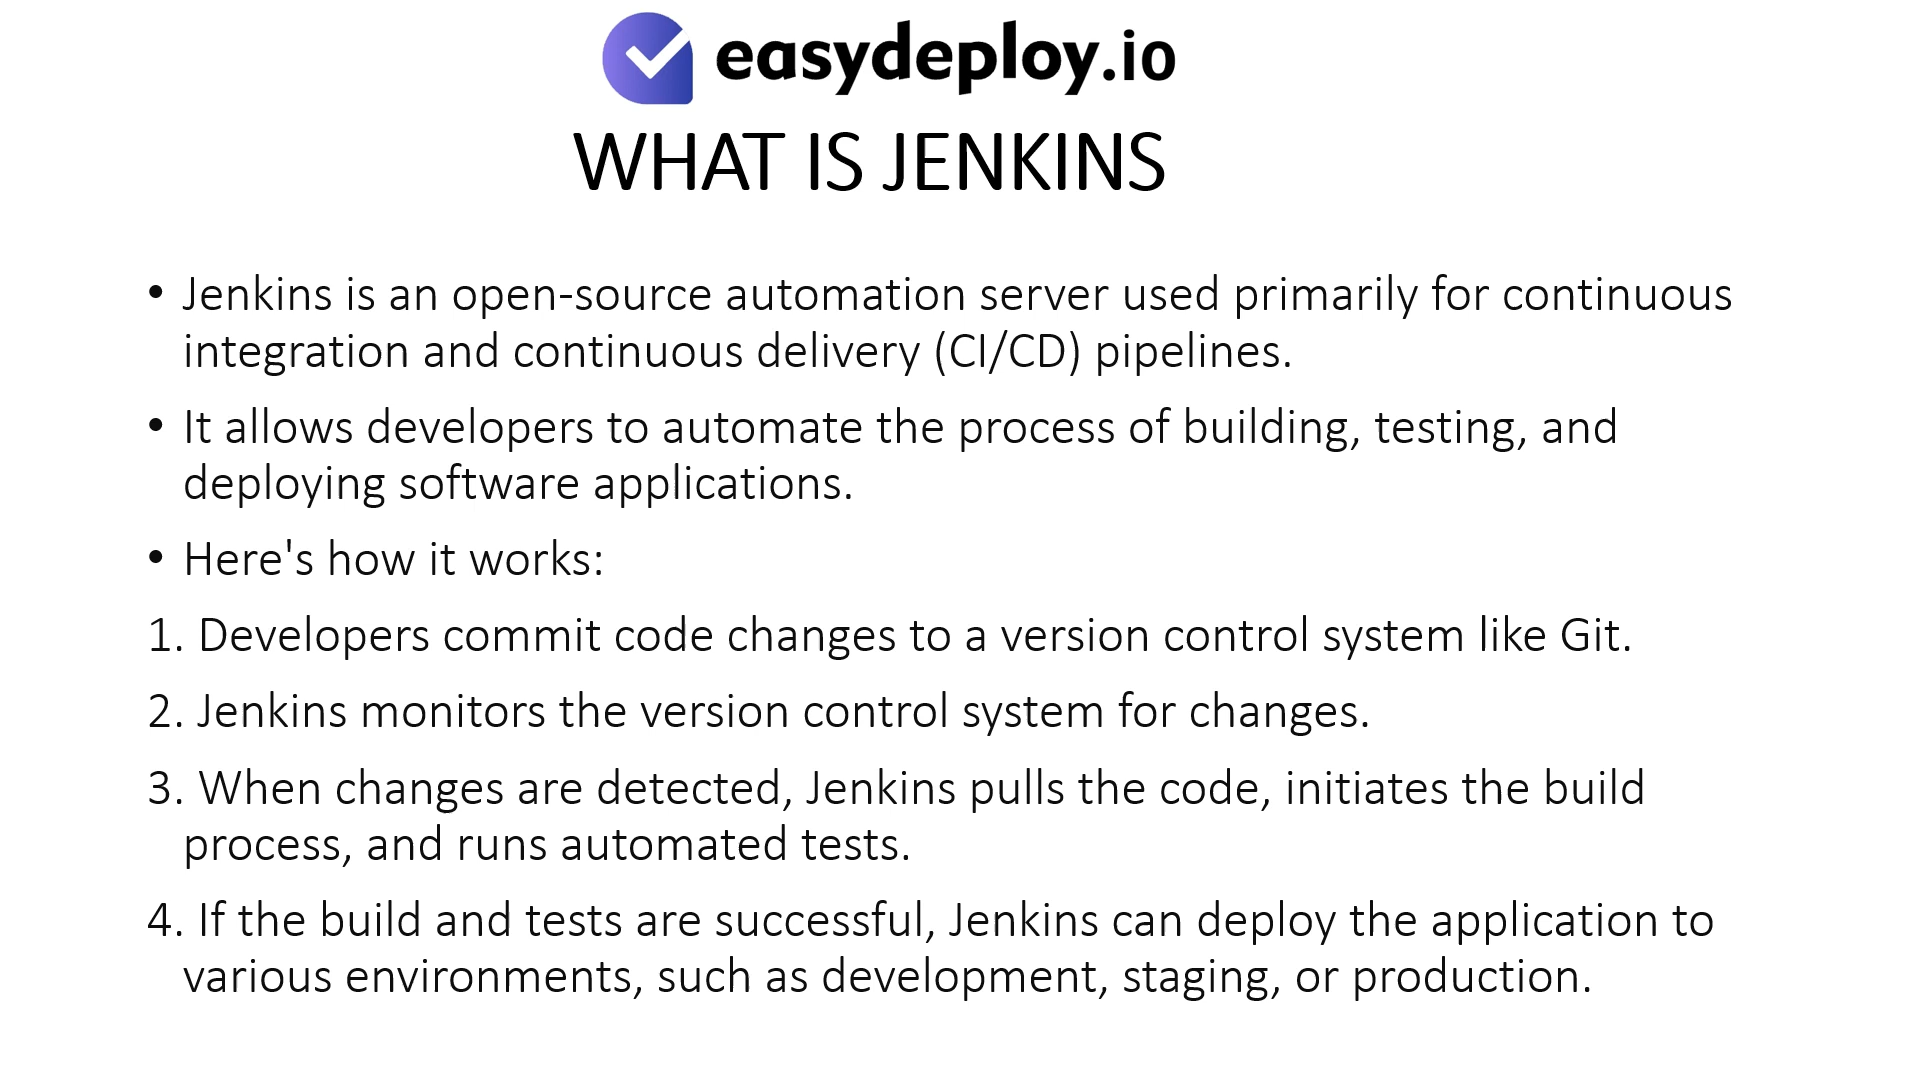 easydeploy.io
WHAT IS JENKINS
• Jenkins is an open-source automation server used primarily for continuous
integration and continuous delivery (CI/CD) pipelines.
• It allows developers to automate the process of building, testing, and
deploying software applications.
• Here's how it works:
1. Developers commit code changes to a version control system like Git.
2. Jenkins monitors the version control system for changes.
3. When changes are detected, Jenkins pulls the code, initiates the build
process, and runs automated tests.
4. If the build and tests are successful, Jenkins can deploy the application to
various environments, such as development, staging, or production.